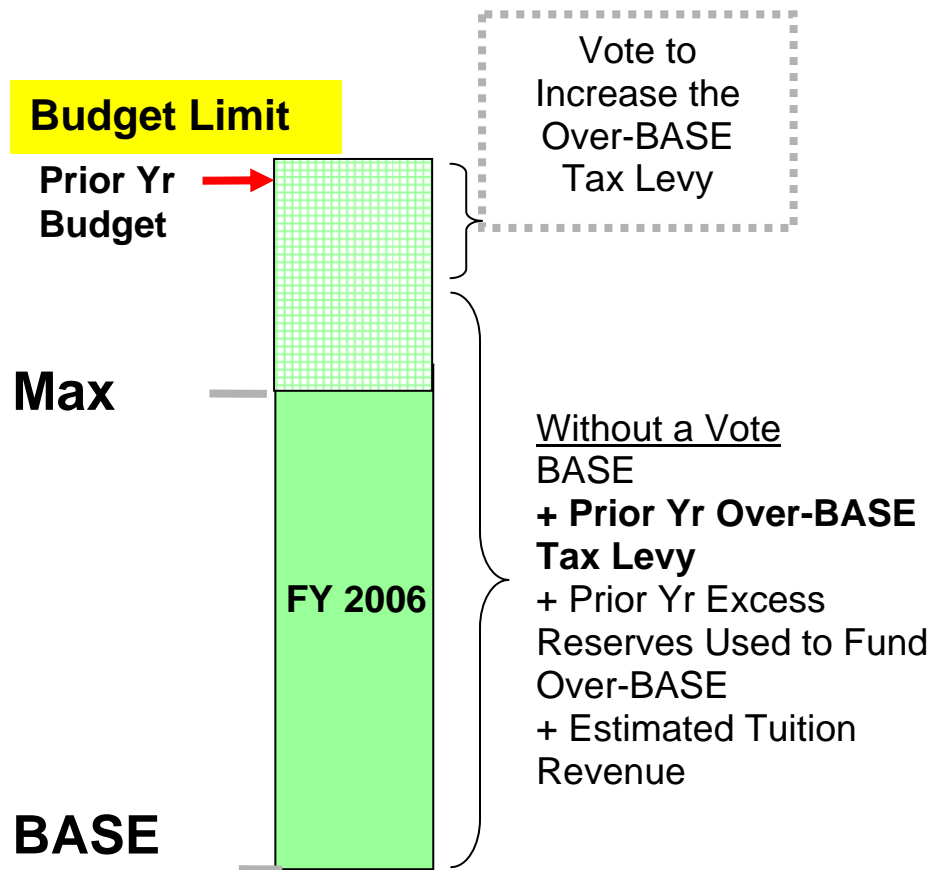 Vote to
Increase the
Over-BASE
Tax Levy
Budget Limit
Prior Yr
Budget
Max
Without a Vote
BASE
+ Prior Yr Over-BASE
Tax Levy
+ Prior Yr Excess
Reserves Used to Fund
Over-BASE
+ Estimated Tuition
Revenue
FY 2006
BASE